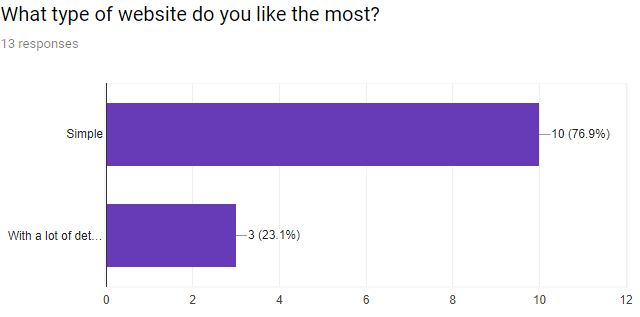 What type of website do you like the most?
13 responses
Simple
10 (76.9%)
With a lot of det...
3 (23.1%)
0 2 4 6 8 10 12